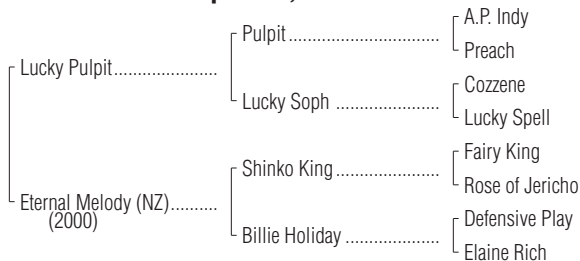 A.P. Indy
Pulpit
Preach
Lucky Pulpit
Cozzene
Lucky Soph
Lucky Spell
Fairy King
Shinko King
Rose of Jericho
Eternal Melody (NZ)
(2000)
Defensive Play
Billie Holiday
Elaine Rich